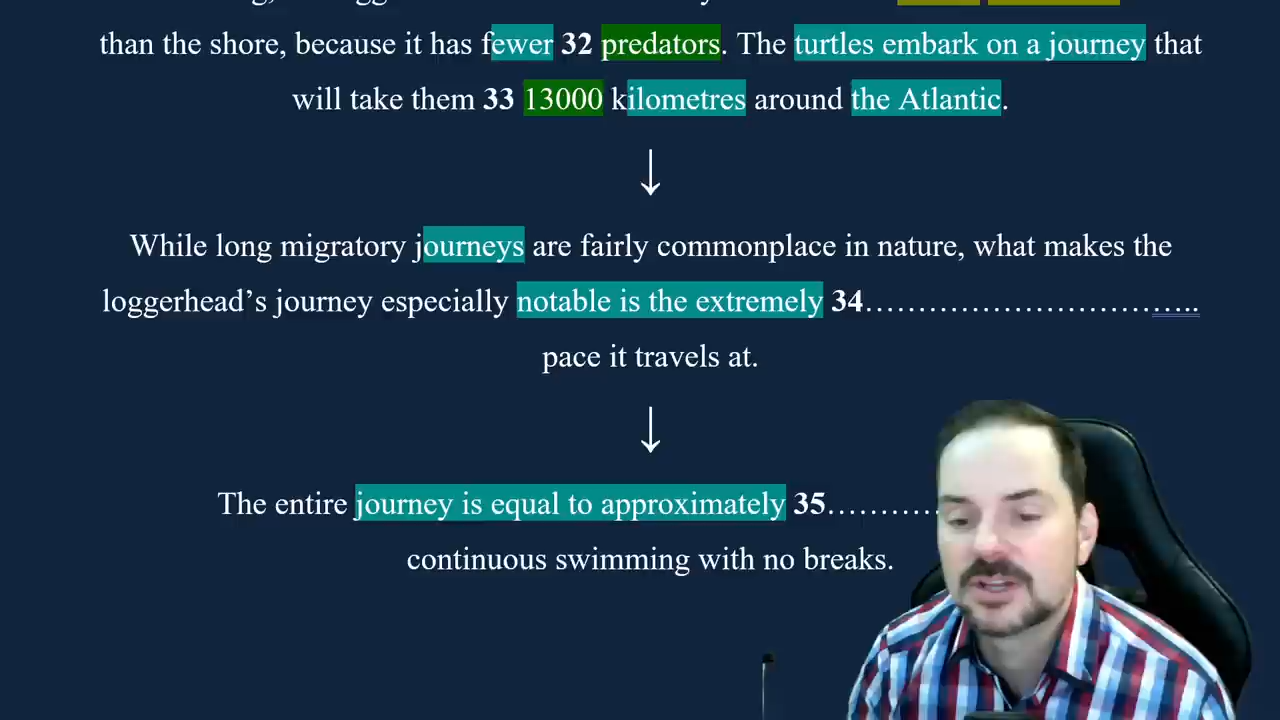 than the shore, because it has fewer 32 predators. The turtles embark on a journey that
will take them 33 13000 kilometres around the Atlantic.
↓
While long migratory journeys are fairly commonplace in nature, what makes the
loggerhead’s journey especially notable is the extremely 34…………………………..
pace it travels at.
↓
The entire journey is equal to approximately 35……….
continuous swimming with no breaks.